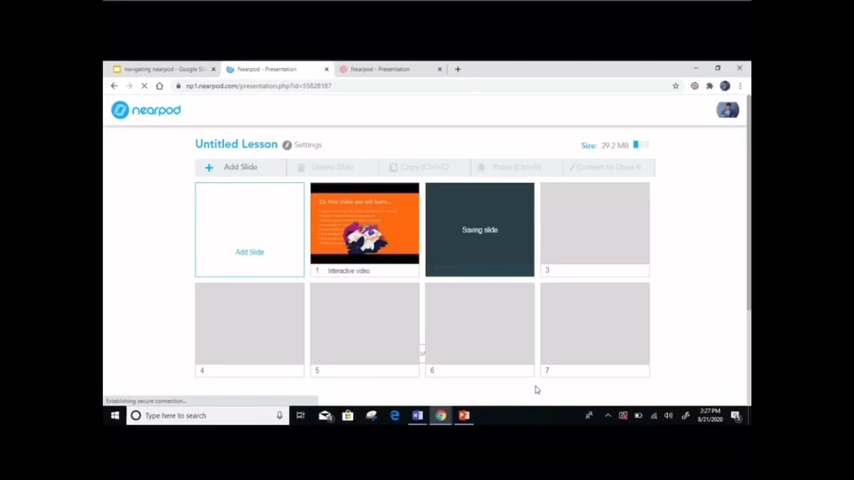 navigating nearpod - Google Sli
Nearpod - Presentation
Nearpod - Presentation
np1.nearpod.com/presentation.php?id=55828187
nearpod
Untitled Lesson
Settings
Size: 29.2 MB
Add Slide
Delete Slide
Copy (Ctrl+C)
Paste (Ctrl+V)
Convert to Draw It
Add Slide
In this video we will learn...
Saving slide
1 Interactive video
3
4
5
6
7
Establishing secure connection...
Type here to search
2:27 PM
8/21/2020